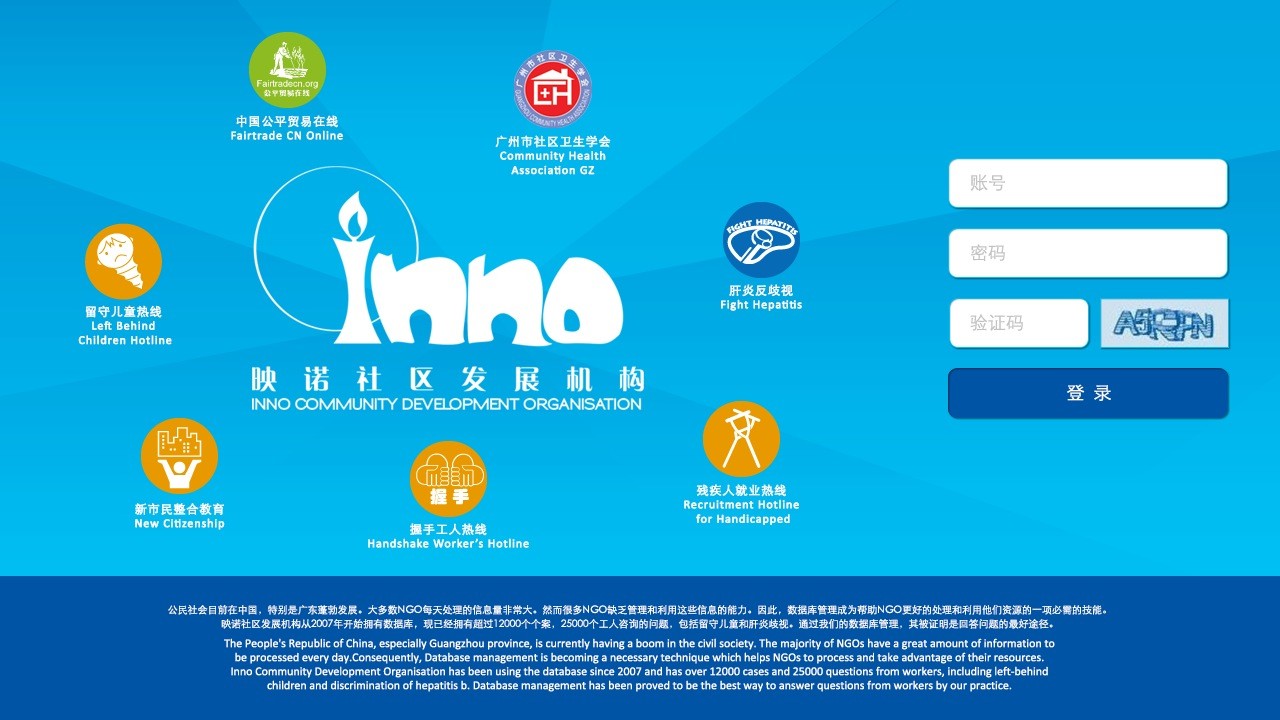 Fairtradecn.org
公平贸易在线
中国公平贸易在线
Fairtrade CN Online
广州市社区卫生学会
GUANGZHOU COMMUNITY HEALTH ASSOCIATION
广州市社区卫生学会
Community Health
Association GZ
账号
FIGHT HEPATITIS
密码
肝炎反歧视
Fight Hepatitis
留守儿童热线
Left Behind
Children Hotline
inno
验证码
映诺社区发展机构
INNO COMMUNITY DEVELOPMENT ORGANISATION
登 录
新市民整合教育
New Citizenship
握手
握手工人热线
Handshake Worker's Hotline
残疾人就业热线
Recruitment Hotline
for Handicapped
公民社会目前在中国，特别是广东蓬勃发展。大多数NGO每天处理的信息量非常大。然而很多NGO缺乏管理和利用这些信息的能力。因此，数据库管理成为帮助NGO更好的处理和利用他们资源的一项必需的技能。
映诺社区发展机构从2007年开始拥有数据库，现已经拥有超过12000个个案，25000个工人咨询的问题，包括留守儿童和肝炎歧视。通过我们的数据库管理，其被证明是回答问题的最好途径。
The People's Republic of China, especially Guangzhou province, is currently having a boom in the civil society. The majority of NGOs have a great amount of information to
be processed every day.Consequently, Database management is becoming a necessary technique which helps NGOs to process and take advantage of their resources.
Inno Community Development Organisation has been using the database since 2007 and has over 12000 cases and 25000 questions from workers, including left-behind
children and discrimination of hepatitis b. Database management has been proved to be the best way to answer questions from workers by our practice.